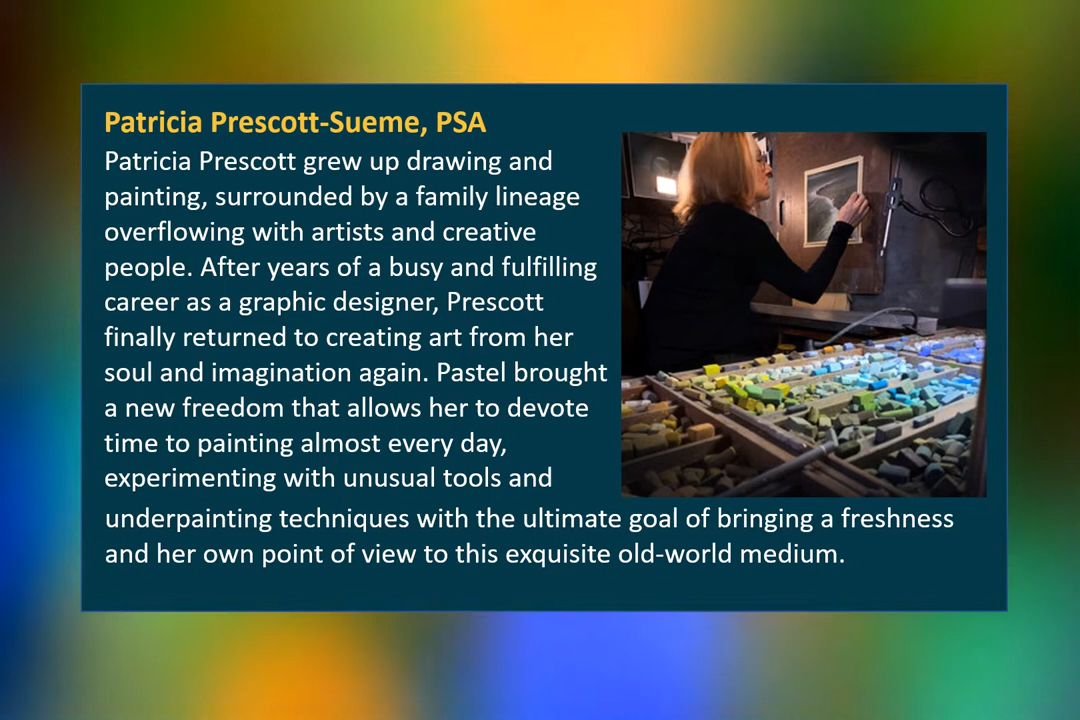 Patricia Prescott-Sueme, PSA
Patricia Prescott grew up drawing and
painting, surrounded by a family lineage
overflowing with artists and creative
people. After years of a busy and fulfilling
career as a graphic designer, Prescott
finally returned to creating art from her
soul and imagination again. Pastel brought
a new freedom that allows her to devote
time to painting almost every day,
experimenting with unusual tools and
underpainting techniques with the ultimate goal of bringing a freshness
and her own point of view to this exquisite old-world medium.